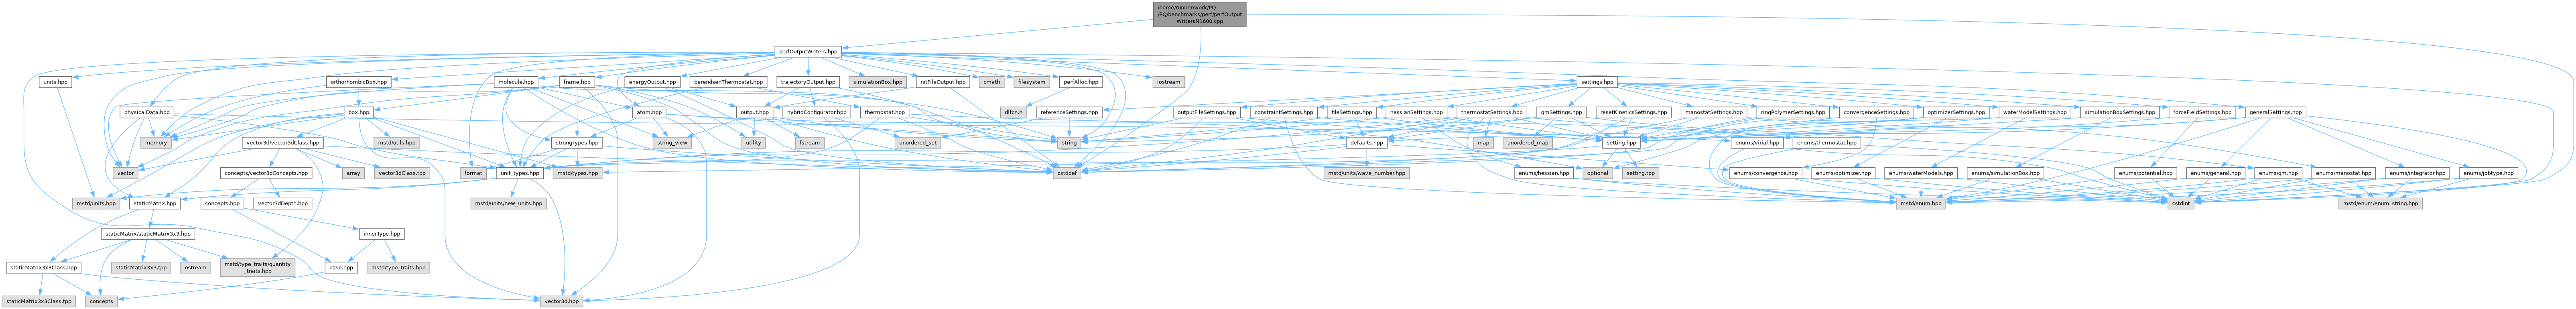 /home/runner/work/PQ
/PQ/benchmarks/perf/perfOutput
WritersN1600.cpp
perfOutputWriters.hpp
units.hpp
orthorhombicBox.hpp
molecule.hpp
frame.hpp
energyOutput.hpp
berendsenThermostat.hpp
trajectoryOutput.hpp
simulationBox.hpp
rstFileOutput.hpp
cmath
filesystem
perfAlloc.hpp
iostream
settings.hpp
physicalData.hpp
box.hpp
atom.hpp
output.hpp
hybridConfigurator.hpp
thermostat.hpp
dlfcn.h
referenceSettings.hpp
outputFileSettings.hpp
constraintSettings.hpp
fileSettings.hpp
hessianSettings.hpp
thermostatSettings.hpp
qmSettings.hpp
resetKineticsSettings.hpp
manostatSettings.hpp
ringPolymerSettings.hpp
convergenceSettings.hpp
optimizerSettings.hpp
waterModelSettings.hpp
simulationBoxSettings.hpp
forceFieldSettings.hpp
generalSettings.hpp
memory
vector3d/vector3dClass.hpp
mstd/utils.hpp
strongTypes.hpp
string_view
utility
fstream
unordered_set
string
defaults.hpp
map
unordered_map
setting.hpp
enums/virial.hpp
enums/thermostat.hpp
vector
concepts/vector3dConcepts.hpp
array
vector3dClass.tpp
format
unit_types.hpp
mstd/types.hpp
cstddef
mstd/units/wave_number.hpp
enums/hessian.hpp
optional
setting.tpp
enums/convergence.hpp
enums/optimizer.hpp
enums/waterModels.hpp
enums/simulationBox.hpp
enums/potential.hpp
enums/general.hpp
enums/qm.hpp
enums/manostat.hpp
enums/integrator.hpp
enums/jobtype.hpp
mstd/units.hpp
staticMatrix.hpp
concepts.hpp
vector3dDepth.hpp
mstd/units/new_units.hpp
mstd/enum.hpp
cstdint
mstd/enum/enum_string.hpp
staticMatrix/staticMatrix3x3.hpp
innerType.hpp
staticMatrix3x3Class.hpp
staticMatrix3x3.tpp
ostream
mstd/type_traits/quantity
_traits.hpp
base.hpp
mstd/type_traits.hpp
staticMatrix3x3Class.tpp
concepts
vector3d.hpp